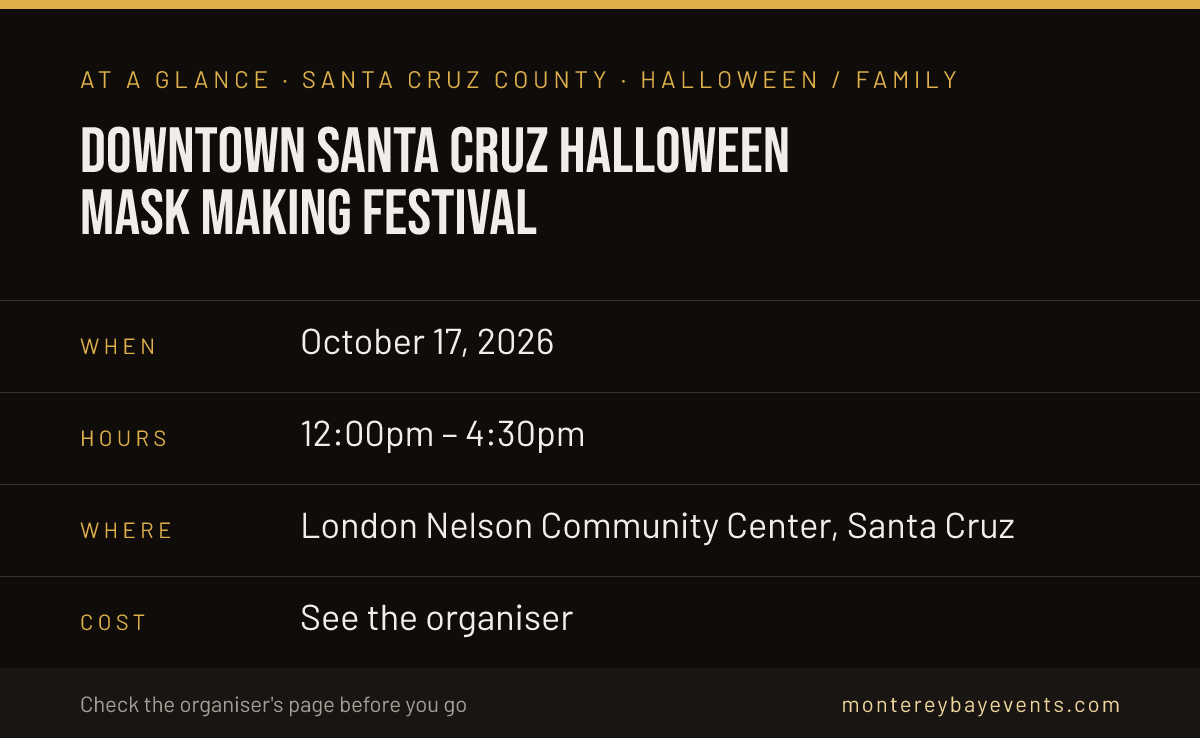 AT A GLANCE · SANTA CRUZ COUNTY · HALLOWEEN / FAMILY
DOWNTOWN SANTA CRUZ HALLOWEEN
MASK MAKING FESTIVAL
WHEN October 17, 2026
HOURS 12:00pm – 4:30pm
WHERE London Nelson Community Center, Santa Cruz
COST See the organiser
Check the organiser's page before you go montereybayevents.com